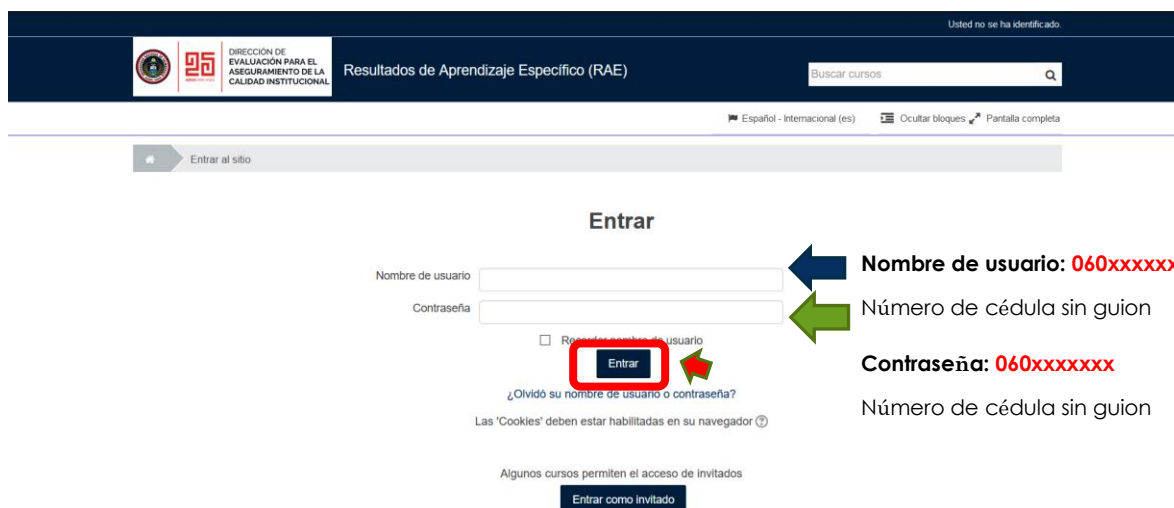 Usted no se ha identificado.
25
DIRECCIÓN DE
EVALUACIÓN PARA EL
ASEGURAMIENTO DE LA
CALIDAD INSTITUCIONAL
Resultados de Aprendizaje Específico (RAE)
Buscar cursos
Español - Internacional (es)
Ocultar bloques
Pantalla completa
Entrar al sitio
Entrar
Nombre de usuario
Contraseña
Recordar nombre de usuario
Entrar
¿Olvidó su nombre de usuario o contraseña?
Las 'Cookies' deben estar habilitadas en su navegador
Algunos cursos permiten el acceso de invitados
Entrar como invitado
Nombre de usuario: 060xxxxxx
Número de cédula sin guion
Contraseña: 060xxxxxxx
Número de cédula sin guion